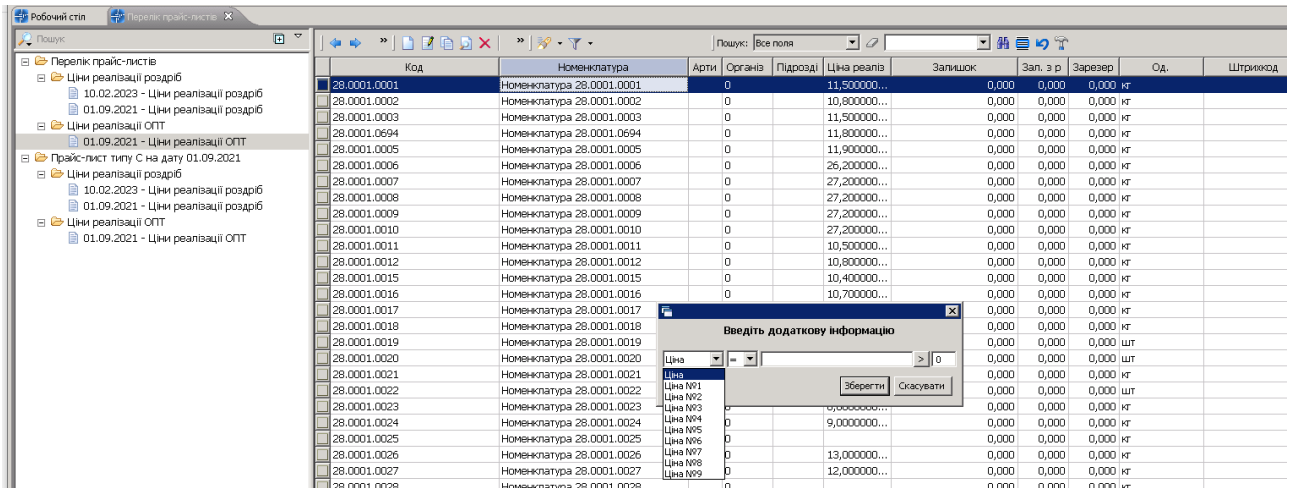 Робочий стіл Перелік прайс-листів
Пошук Пошук: Все поля
Код Номенклатура Арти Організ Підрозді Ціна реаліз Залишок Зал. з р Зарезер Од. Штрихкод
Перелік прайс-листів
Ціни реалізації роздріб
10.02.2023 - Ціни реалізації роздріб
01.09.2021 - Ціни реалізації роздріб
Ціни реалізації ОПТ
01.09.2021 - Ціни реалізації ОПТ
Прайс-лист типу С на дату 01.09.2021
Ціни реалізації роздріб
10.02.2023 - Ціни реалізації роздріб
01.09.2021 - Ціни реалізації роздріб
Ціни реалізації ОПТ
01.09.2021 - Ціни реалізації ОПТ
28.0001.0001 Номенклатура 28.0001.0001 0 11,500000... 0,000 0,000 0,000 кг
28.0001.0002 Номенклатура 28.0001.0002 0 10,800000... 0,000 0,000 0,000 кг
28.0001.0003 Номенклатура 28.0001.0003 0 11,500000... 0,000 0,000 0,000 кг
28.0001.0694 Номенклатура 28.0001.0694 0 11,800000... 0,000 0,000 0,000 кг
28.0001.0005 Номенклатура 28.0001.0005 0 11,900000... 0,000 0,000 0,000 кг
28.0001.0006 Номенклатура 28.0001.0006 0 26,200000... 0,000 0,000 0,000 кг
28.0001.0007 Номенклатура 28.0001.0007 0 27,200000... 0,000 0,000 0,000 кг
28.0001.0008 Номенклатура 28.0001.0008 0 27,200000... 0,000 0,000 0,000 кг
28.0001.0009 Номенклатура 28.0001.0009 0 27,200000... 0,000 0,000 0,000 кг
28.0001.0010 Номенклатура 28.0001.0010 0 27,200000... 0,000 0,000 0,000 кг
28.0001.0011 Номенклатура 28.0001.0011 0 10,500000... 0,000 0,000 0,000 кг
28.0001.0012 Номенклатура 28.0001.0012 0 10,800000... 0,000 0,000 0,000 кг
28.0001.0015 Номенклатура 28.0001.0015 0 10,400000... 0,000 0,000 0,000 кг
28.0001.0016 Номенклатура 28.0001.0016 0 10,700000... 0,000 0,000 0,000 кг
28.0001.0017 Номенклатура 28.0001.0017 0,000 0,000 0,000 кг
28.0001.0018 Номенклатура 28.0001.0018 0,000 0,000 0,000 кг
28.0001.0019 Номенклатура 28.0001.0019 0,000 0,000 0,000 шт
28.0001.0020 Номенклатура 28.0001.0020 0,000 0,000 0,000 шт
28.0001.0021 Номенклатура 28.0001.0021 0,000 0,000 0,000 кг
28.0001.0022 Номенклатура 28.0001.0022 0,000 0,000 0,000 шт
28.0001.0023 Номенклатура 28.0001.0023 0,000 0,000 0,000 кг
28.0001.0024 Номенклатура 28.0001.0024 0 9,0000000... 0,000 0,000 0,000 кг
28.0001.0025 Номенклатура 28.0001.0025 0 0,000 0,000 0,000 кг
28.0001.0026 Номенклатура 28.0001.0026 0 13,000000... 0,000 0,000 0,000 кг
28.0001.0027 Номенклатура 28.0001.0027 0 12,000000... 0,000 0,000 0,000 кг
28.0001.0028 Номенклатура 28.0001.0028 0 0,000 0,000 0,000 кг
Введіть додаткову інформацію
Ціна = > 0
Зберегти Скасувати
Ціна
Ціна №1
Ціна №2
Ціна №3
Ціна №4
Ціна №5
Ціна №6
Ціна №7
Ціна №8
Ціна №9